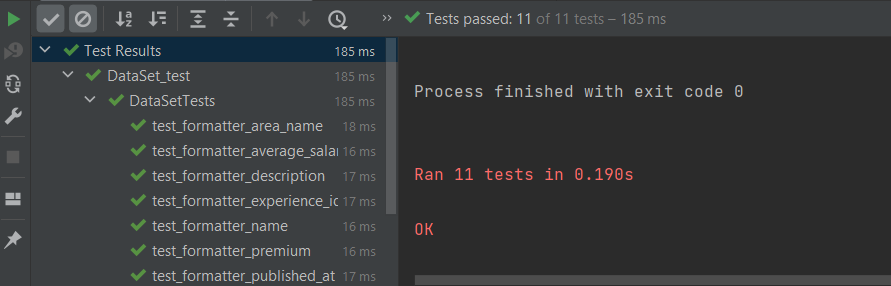 Tests passed: 11 of 11 tests – 185 ms
Test Results 185 ms
DataSet_test 185 ms
DataSetTests 185 ms
test_formatter_area_name 18 ms
test_formatter_average_salar 16 ms
test_formatter_description 17 ms
test_formatter_experience_id 17 ms
test_formatter_name 16 ms
test_formatter_premium 16 ms
test_formatter_published_at 17 ms
Process finished with exit code 0
Ran 11 tests in 0.190s
OK